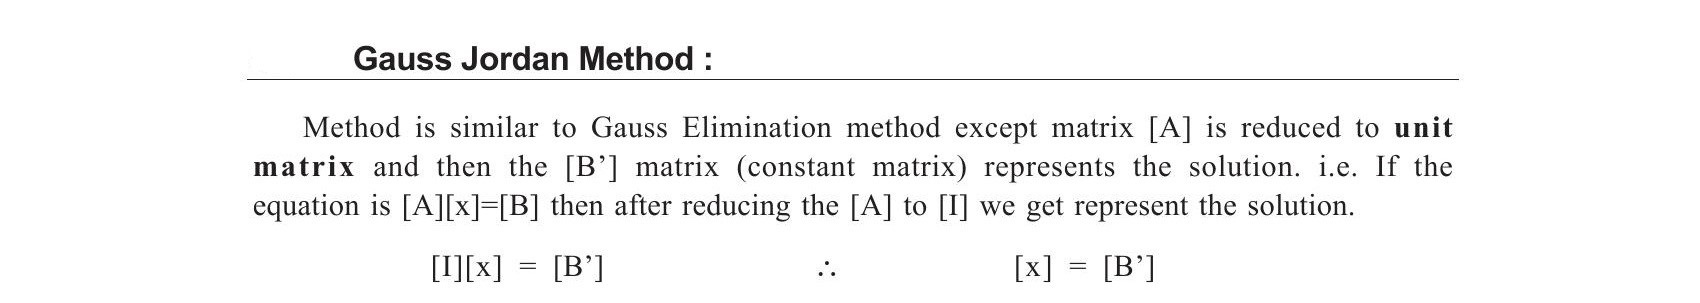 Gauss Jordan Method :
Method is similar to Gauss Elimination method except matrix [A] is reduced to unit
matrix and then the [B’] matrix (constant matrix) represents the solution. i.e. If the
equation is [A][x]=[B] then after reducing the [A] to [I] we get represent the solution.
[I][x] = [B’] ∴ [x] = [B’]